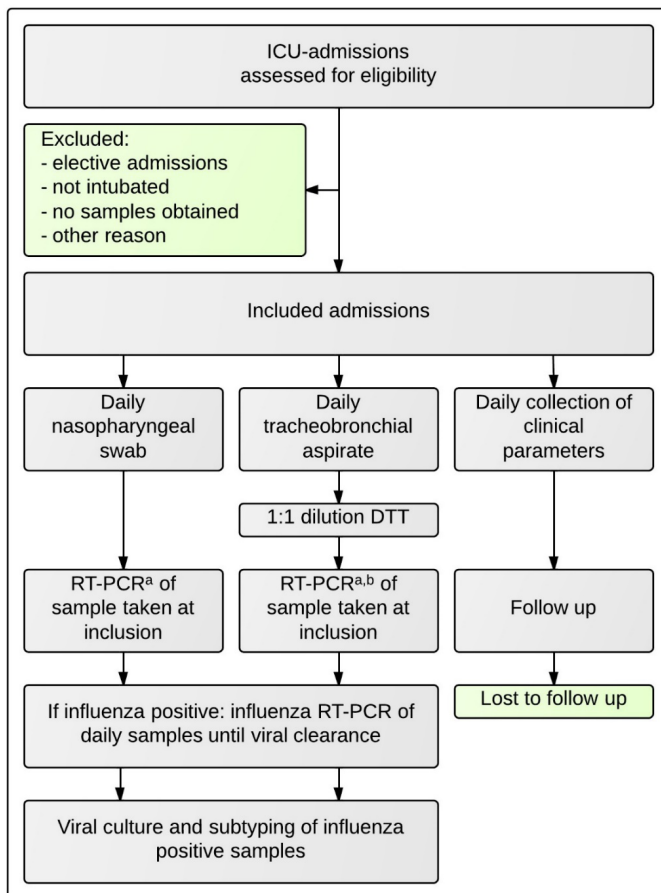 ICU-admissions
assessed for eligibility
Excluded:
- elective admissions
- not intubated
- no samples obtained
- other reason
Included admissions
Daily
nasopharyngeal
swab
Daily
tracheobronchial
aspirate
Daily collection of
clinical
parameters
1:1 dilution DTT
RT-PCRᵃ of
sample taken at
inclusion
RT-PCRᵃ,ᵇ of
sample taken at
inclusion
Follow up
If influenza positive: influenza RT-PCR of
daily samples until viral clearance
Lost to follow up
Viral culture and subtyping of influenza
positive samples